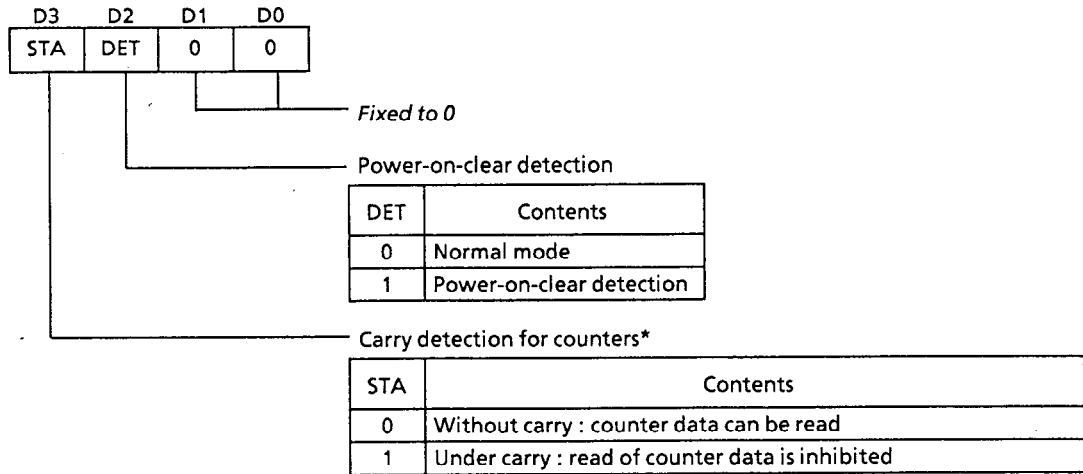 D3 D2 D1 D0
STA DET 0 0
Fixed to 0
Power-on-clear detection
DET Contents
0 Normal mode
1 Power-on-clear detection
Carry detection for counters*
STA Contents
0 Without carry : counter data can be read
1 Under carry : read of counter data is inhibited